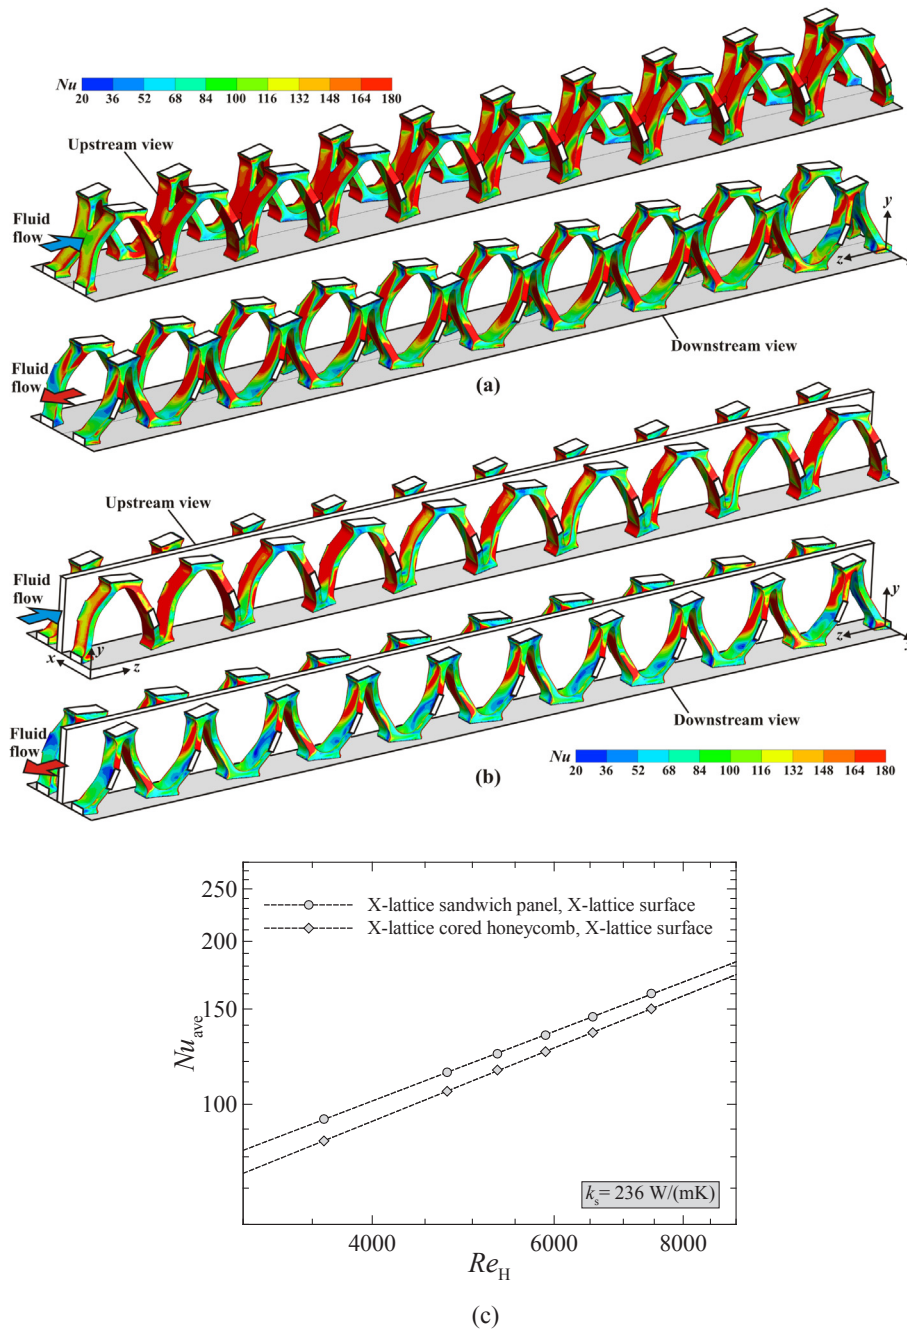 Nu
20 36 52 68 84 100 116 132 148 164 180
Upstream view
Fluid
flow
y
z
Downstream view
Fluid
flow
(a)
Upstream view
Fluid
flow
y
x
z
y
z
x
Downstream view
Fluid
flow
(b)
Nu
20 36 52 68 84 100 116 132 148 164 180
250
200
150
100
Nu_ave
X-lattice sandwich panel, X-lattice surface
X-lattice cored honeycomb, X-lattice surface
k_s = 236 W/(mK)
4000 6000 8000
Re_H
(c)